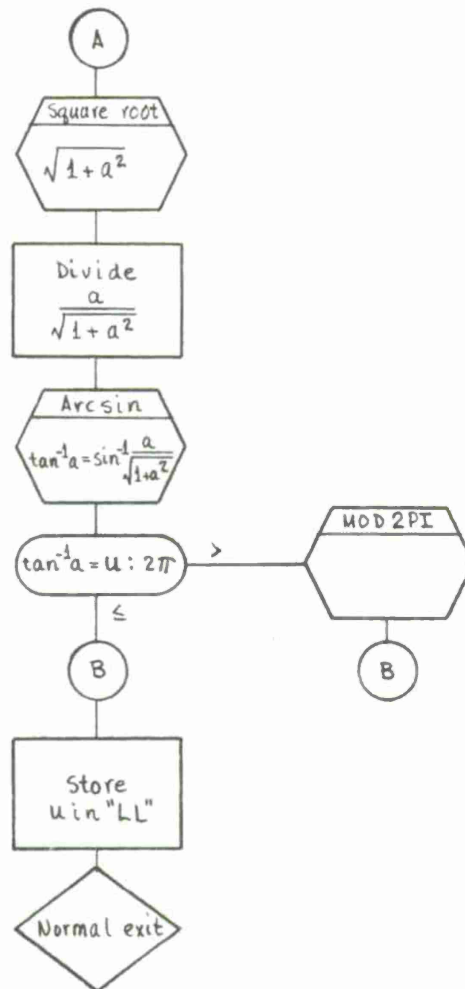 A
Square root
√1+a²
Divide
a
√1+a²
Arcsin
tan⁻¹a=sin⁻¹ a/√1+a²
tan⁻¹a=u:2π
>
MOD 2PI
≤
B
B
Store
u in "LL"
Normal exit